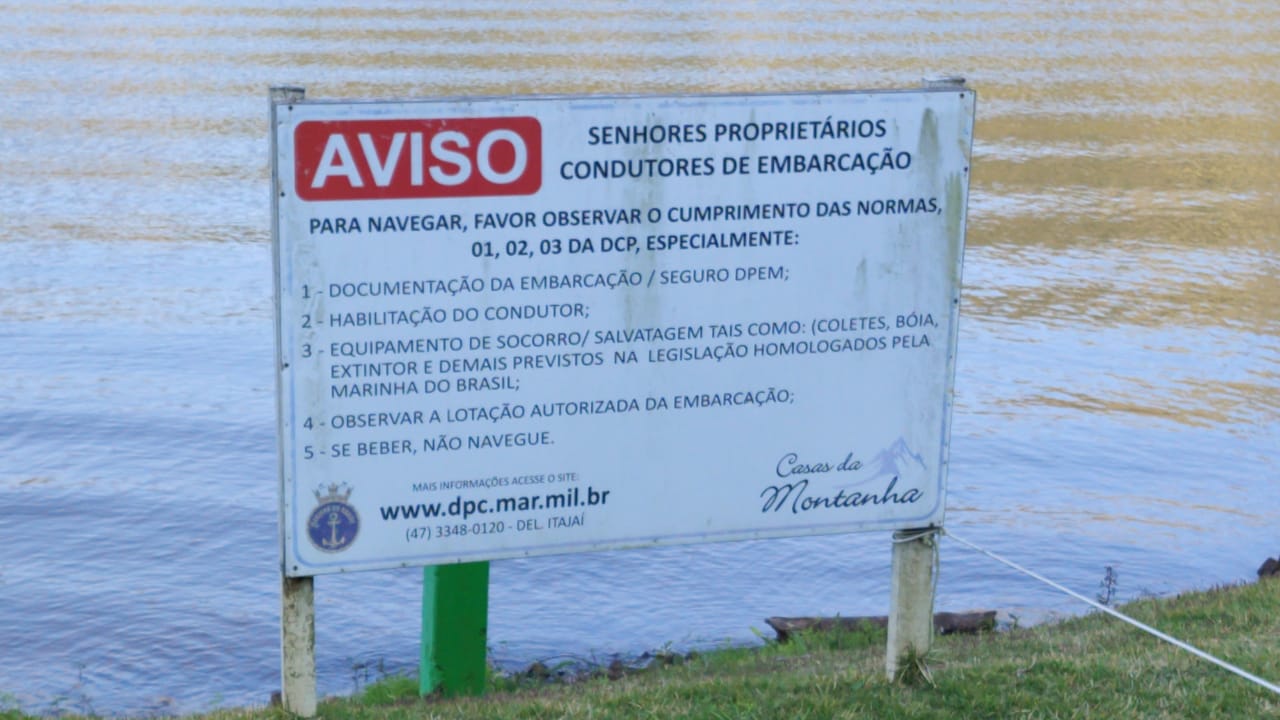 AVISO
SENHORES PROPRIETÁRIOS
CONDUTORES DE EMBARCAÇÃO
PARA NAVEGAR, FAVOR OBSERVAR O CUMPRIMENTO DAS NORMAS,
01, 02, 03 DA DCP, ESPECIALMENTE:
1 - DOCUMENTAÇÃO DA EMBARCAÇÃO / SEGURO DPEM;
2 - HABILITAÇÃO DO CONDUTOR;
3 - EQUIPAMENTO DE SOCORRO/ SALVATAGEM TAIS COMO: (COLETES, BÓIA,
EXTINTOR E DEMAIS PREVISTOS NA LEGISLAÇÃO HOMOLOGADOS PELA
MARINHA DO BRASIL;
4 - OBSERVAR A LOTAÇÃO AUTORIZADA DA EMBARCAÇÃO;
5 - SE BEBER, NÃO NAVEGUE.
MAIS INFORMAÇÕES ACESSE O SITE:
www.dpc.mar.mil.br
(47) 3348-0120 - DEL. ITAJAÍ
Casas da
Montanha